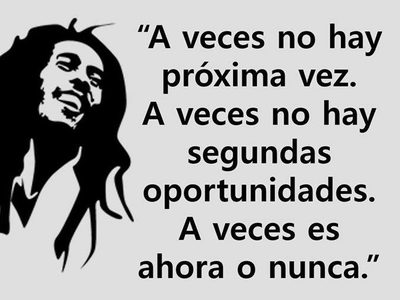 “A veces no hay
próxima vez.
A veces no hay
segundas
oportunidades.
A veces es
ahora o nunca.”